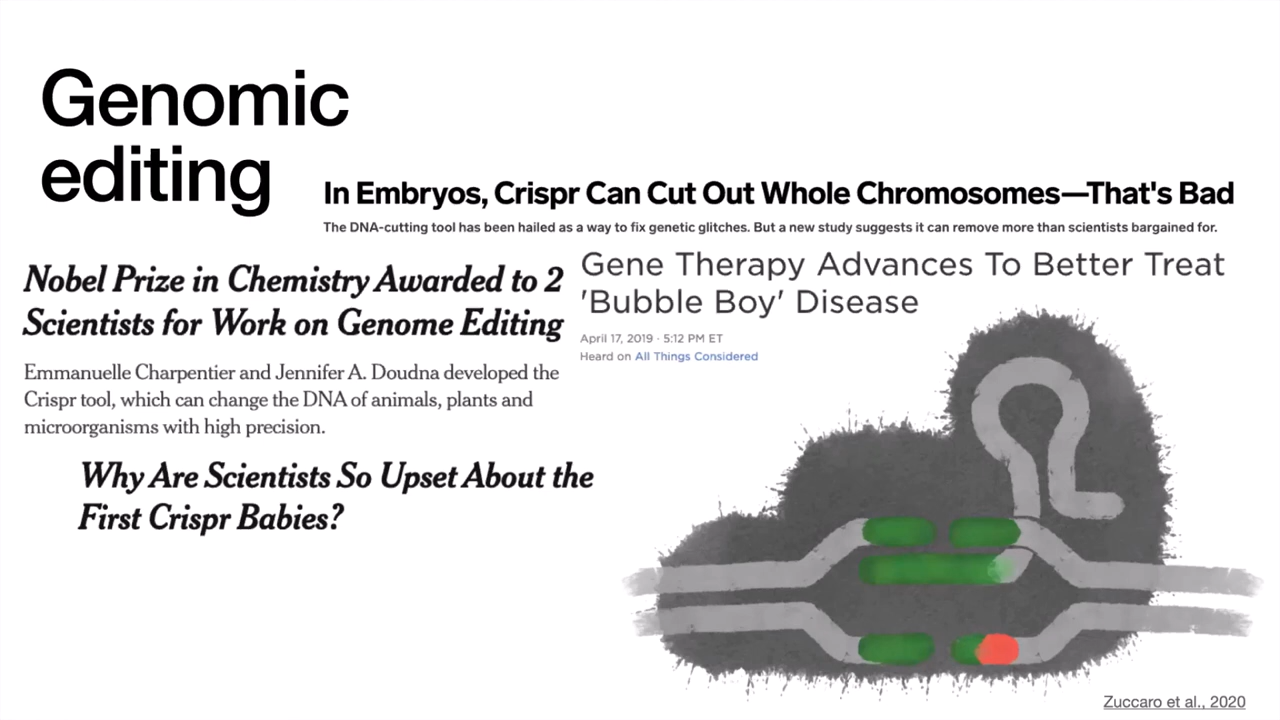 Genomic
editing
In Embryos, Crispr Can Cut Out Whole Chromosomes—That's Bad
The DNA-cutting tool has been hailed as a way to fix genetic glitches. But a new study suggests it can remove more than scientists bargained for.
Nobel Prize in Chemistry Awarded to 2
Scientists for Work on Genome Editing
Emmanuelle Charpentier and Jennifer A. Doudna developed the
Crispr tool, which can change the DNA of animals, plants and
microorganisms with high precision.
Gene Therapy Advances To Better Treat
'Bubble Boy' Disease
April 17, 2019 · 5:12 PM ET
Heard on All Things Considered
Why Are Scientists So Upset About the
First Crispr Babies?
Zuccaro et al., 2020